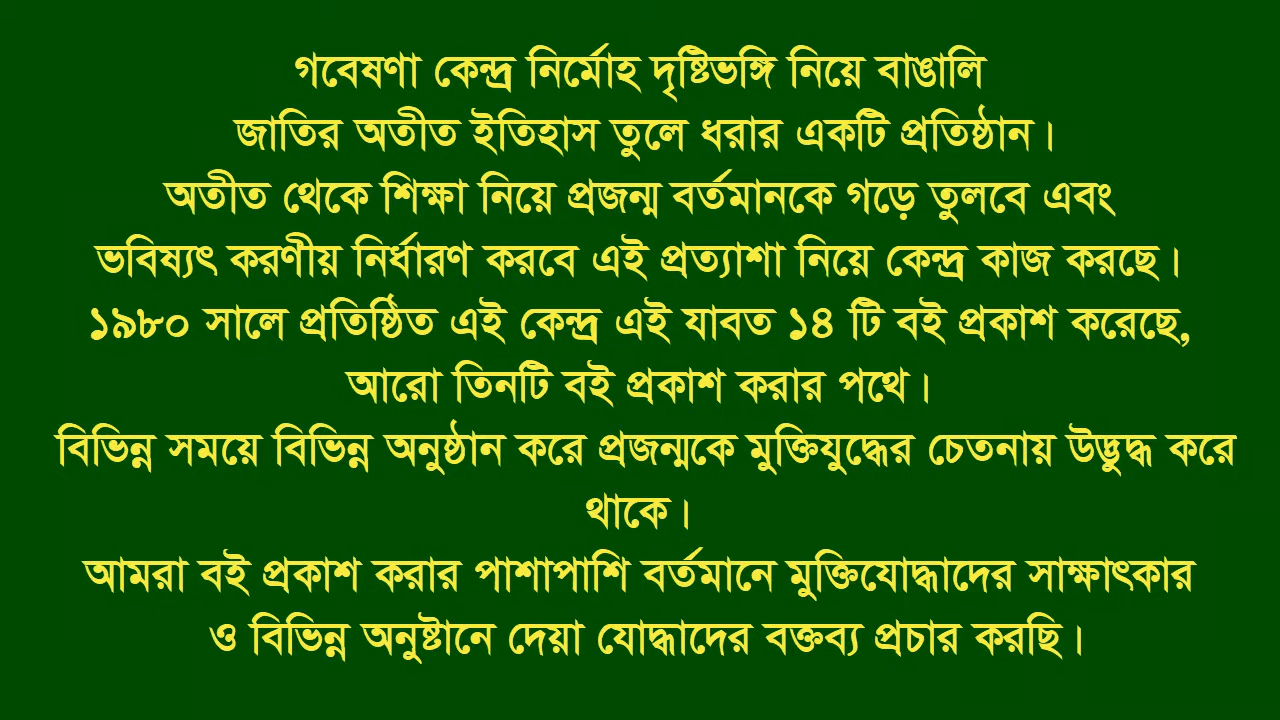 গবেষণা কেন্দ্র নির্মোহ দৃষ্টিভঙ্গি নিয়ে বাঙালি
জাতির অতীত ইতিহাস তুলে ধরার একটি প্রতিষ্ঠান।
অতীত থেকে শিক্ষা নিয়ে প্রজন্ম বর্তমানকে গড়ে তুলবে এবং
ভবিষ্যৎ করণীয় নির্ধারণ করবে এই প্রত্যাশা নিয়ে কেন্দ্র কাজ করছে।
১৯৮০ সালে প্রতিষ্ঠিত এই কেন্দ্র এই যাবত ১৪ টি বই প্রকাশ করেছে,
আরো তিনটি বই প্রকাশ করার পথে।
বিভিন্ন সময়ে বিভিন্ন অনুষ্ঠান করে প্রজন্মকে মুক্তিযুদ্ধের চেতনায় উদ্ভুদ্ধ করে
থাকে।
আমরা বই প্রকাশ করার পাশাপাশি বর্তমানে মুক্তিযোদ্ধাদের সাক্ষাৎকার
ও বিভিন্ন অনুষ্টানে দেয়া যোদ্ধাদের বক্তব্য প্রচার করছি।